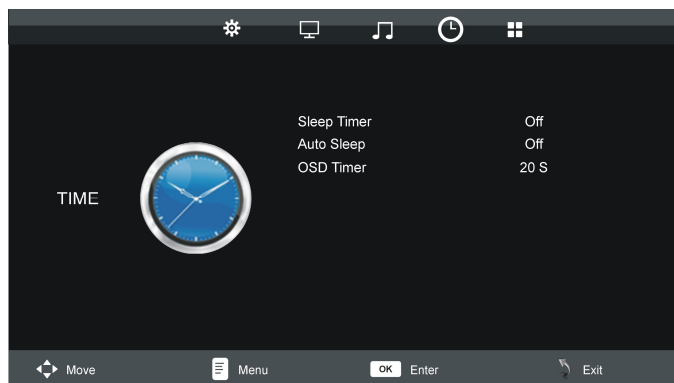 Sleep Timer Off
Auto Sleep Off
OSD Timer 20 S
TIME
Move Menu OK Enter Exit